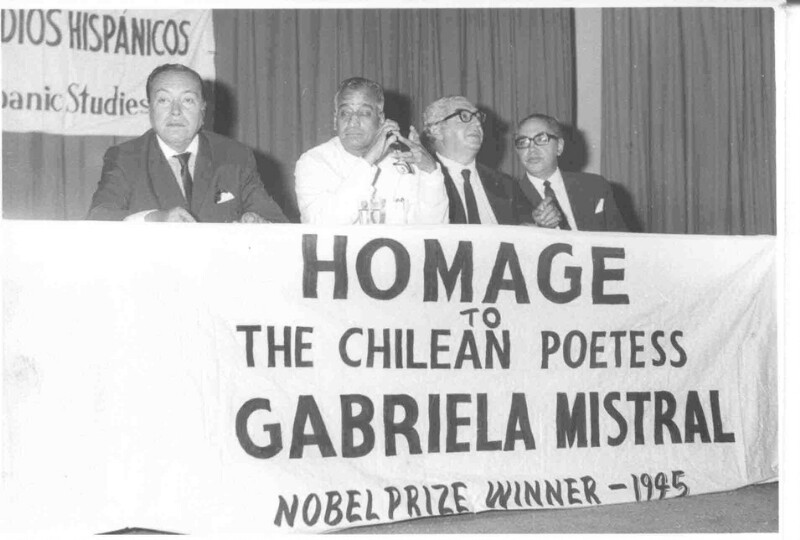 DIOS HISPÁNICOS
panic Studies
HOMAGE
TO
THE CHILEAN POETESS
GABRIELA MISTRAL
NOBEL PRIZE WINNER - 1945